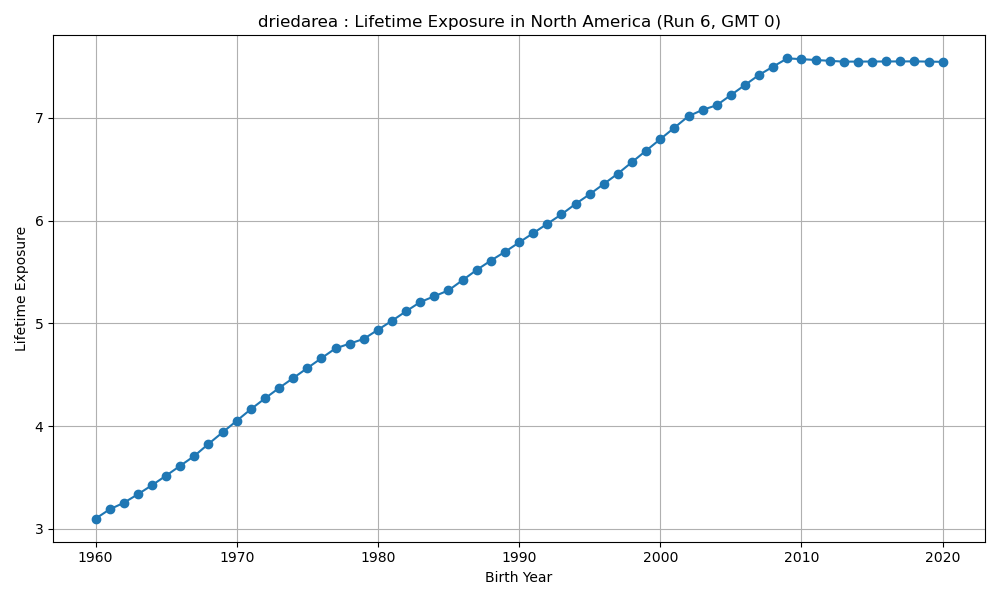 driedarea : Lifetime Exposure in North America (Run 6, GMT 0)
Lifetime Exposure
7
6
5
4
3
1960 1970 1980 1990 2000 2010 2020
Birth Year